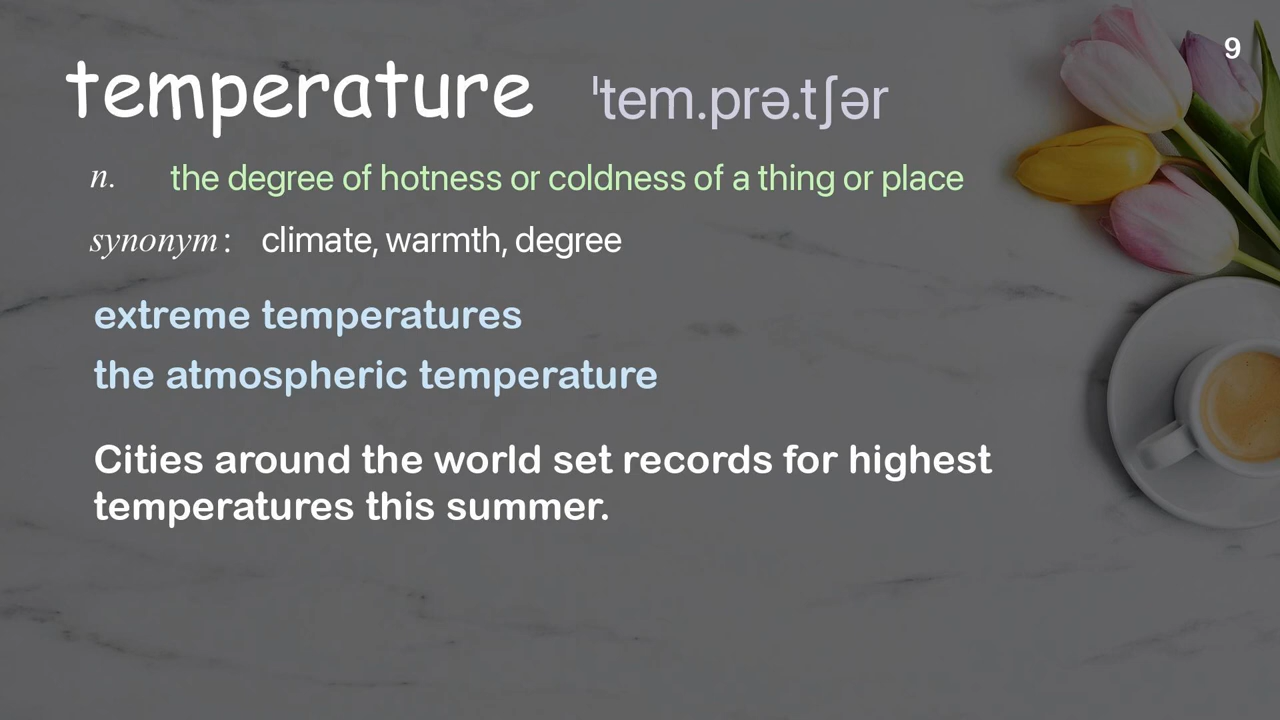 9
temperature ˈtem.prə.tʃər
n. the degree of hotness or coldness of a thing or place
synonym: climate, warmth, degree
extreme temperatures
the atmospheric temperature
Cities around the world set records for highest
temperatures this summer.